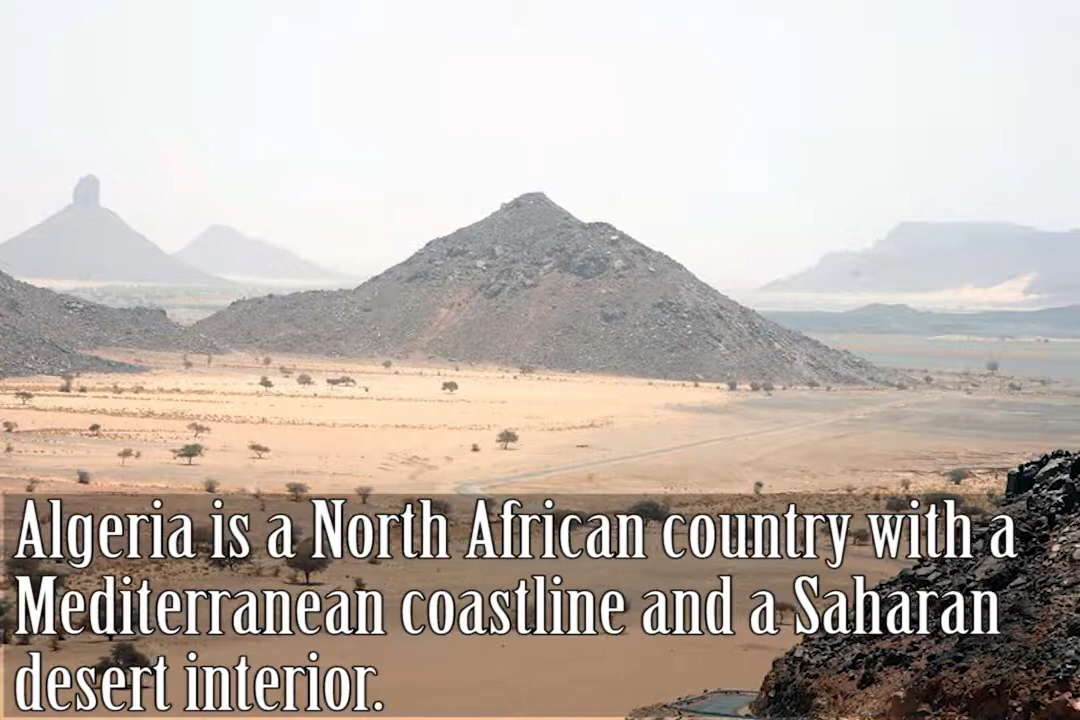 Algeria is a North African country with a
Mediterranean coastline and a Saharan
desert interior.